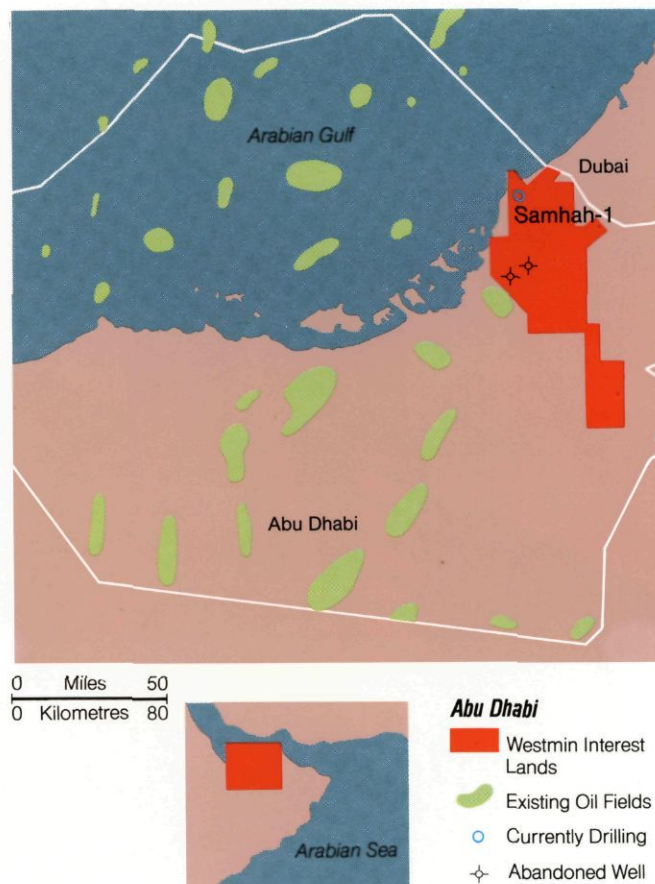 Arabian Gulf
Dubai
Samhah-1
Abu Dhabi
0 Miles 50
0 Kilometres 80
Arabian Sea
Abu Dhabi
Westmin Interest
Lands
Existing Oil Fields
Currently Drilling
Abandoned Well